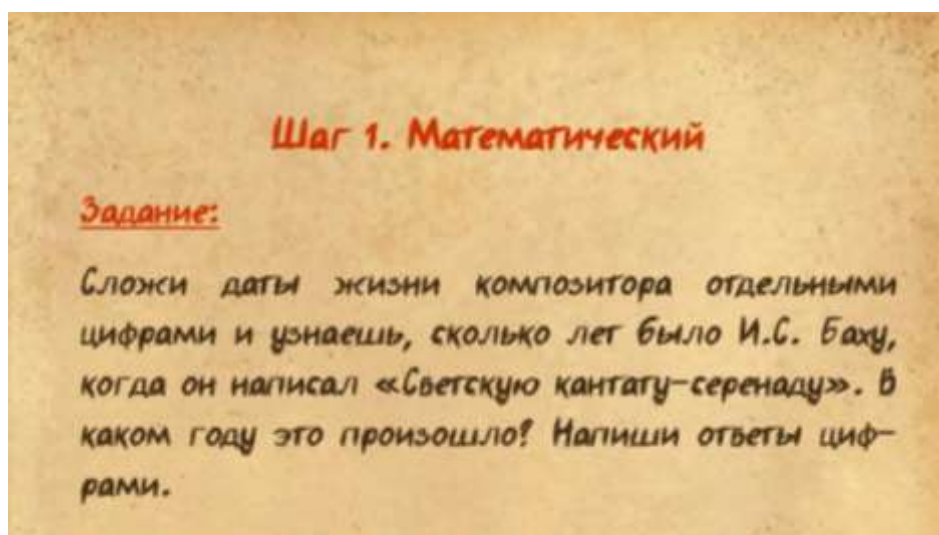 Шаг 1. Математический
Задание:
Сложи даты жизни композитора отдельными
цифрами и узнаешь, сколько лет было И.С. Баху,
когда он написал «Светскую кантату-серенаду». В
каком году это произошло? Напиши ответы циф-
рами.